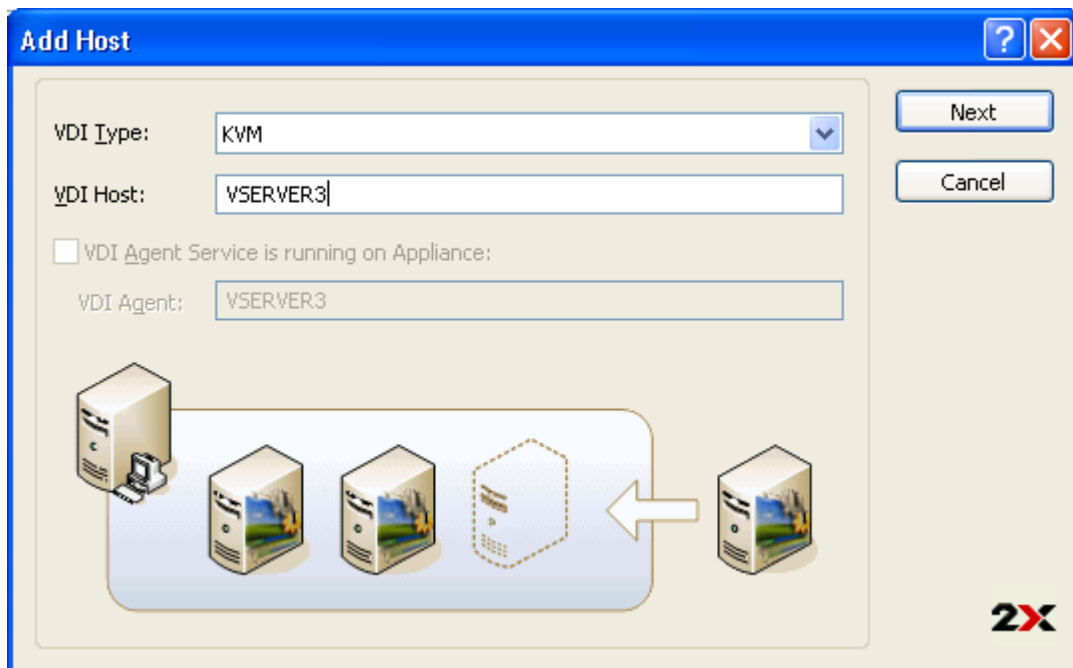 Add Host
VDI Type:
KVM
Next
VDI Host:
VSERVER3
Cancel
VDI Agent Service is running on Appliance:
VDI Agent:
VSERVER3
2X